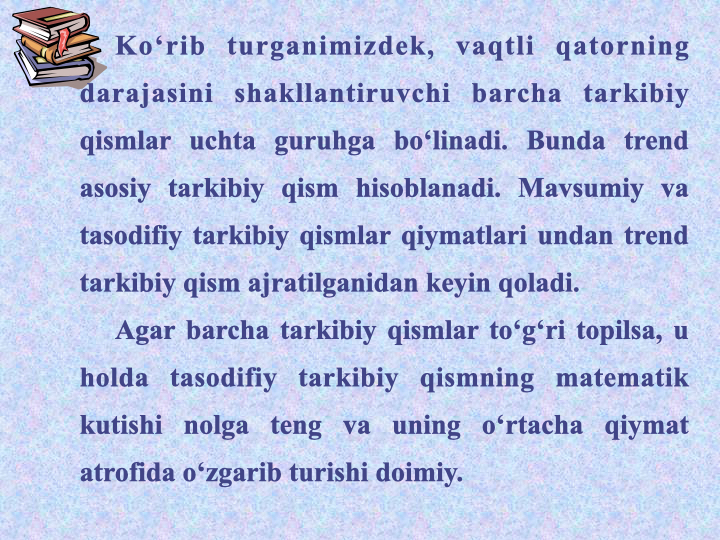 Ko‘rib turganimizdek, vaqtli qatorning
darajasini shakllantiruvchi barcha tarkibiy
qismlar uchta guruhga bo‘linadi. Bunda trend
asosiy tarkibiy qism hisoblanadi. Mavsumiy va
tasodifiy tarkibiy qismlar qiymatlari undan trend
tarkibiy qism ajratilganidan keyin qoladi.
Agar barcha tarkibiy qismlar to‘g‘ri topilsa, u
holda tasodifiy tarkibiy qismning matematik
kutishi nolga teng va uning o‘rtacha qiymat
atrofida o‘zgarib turishi doimiy.